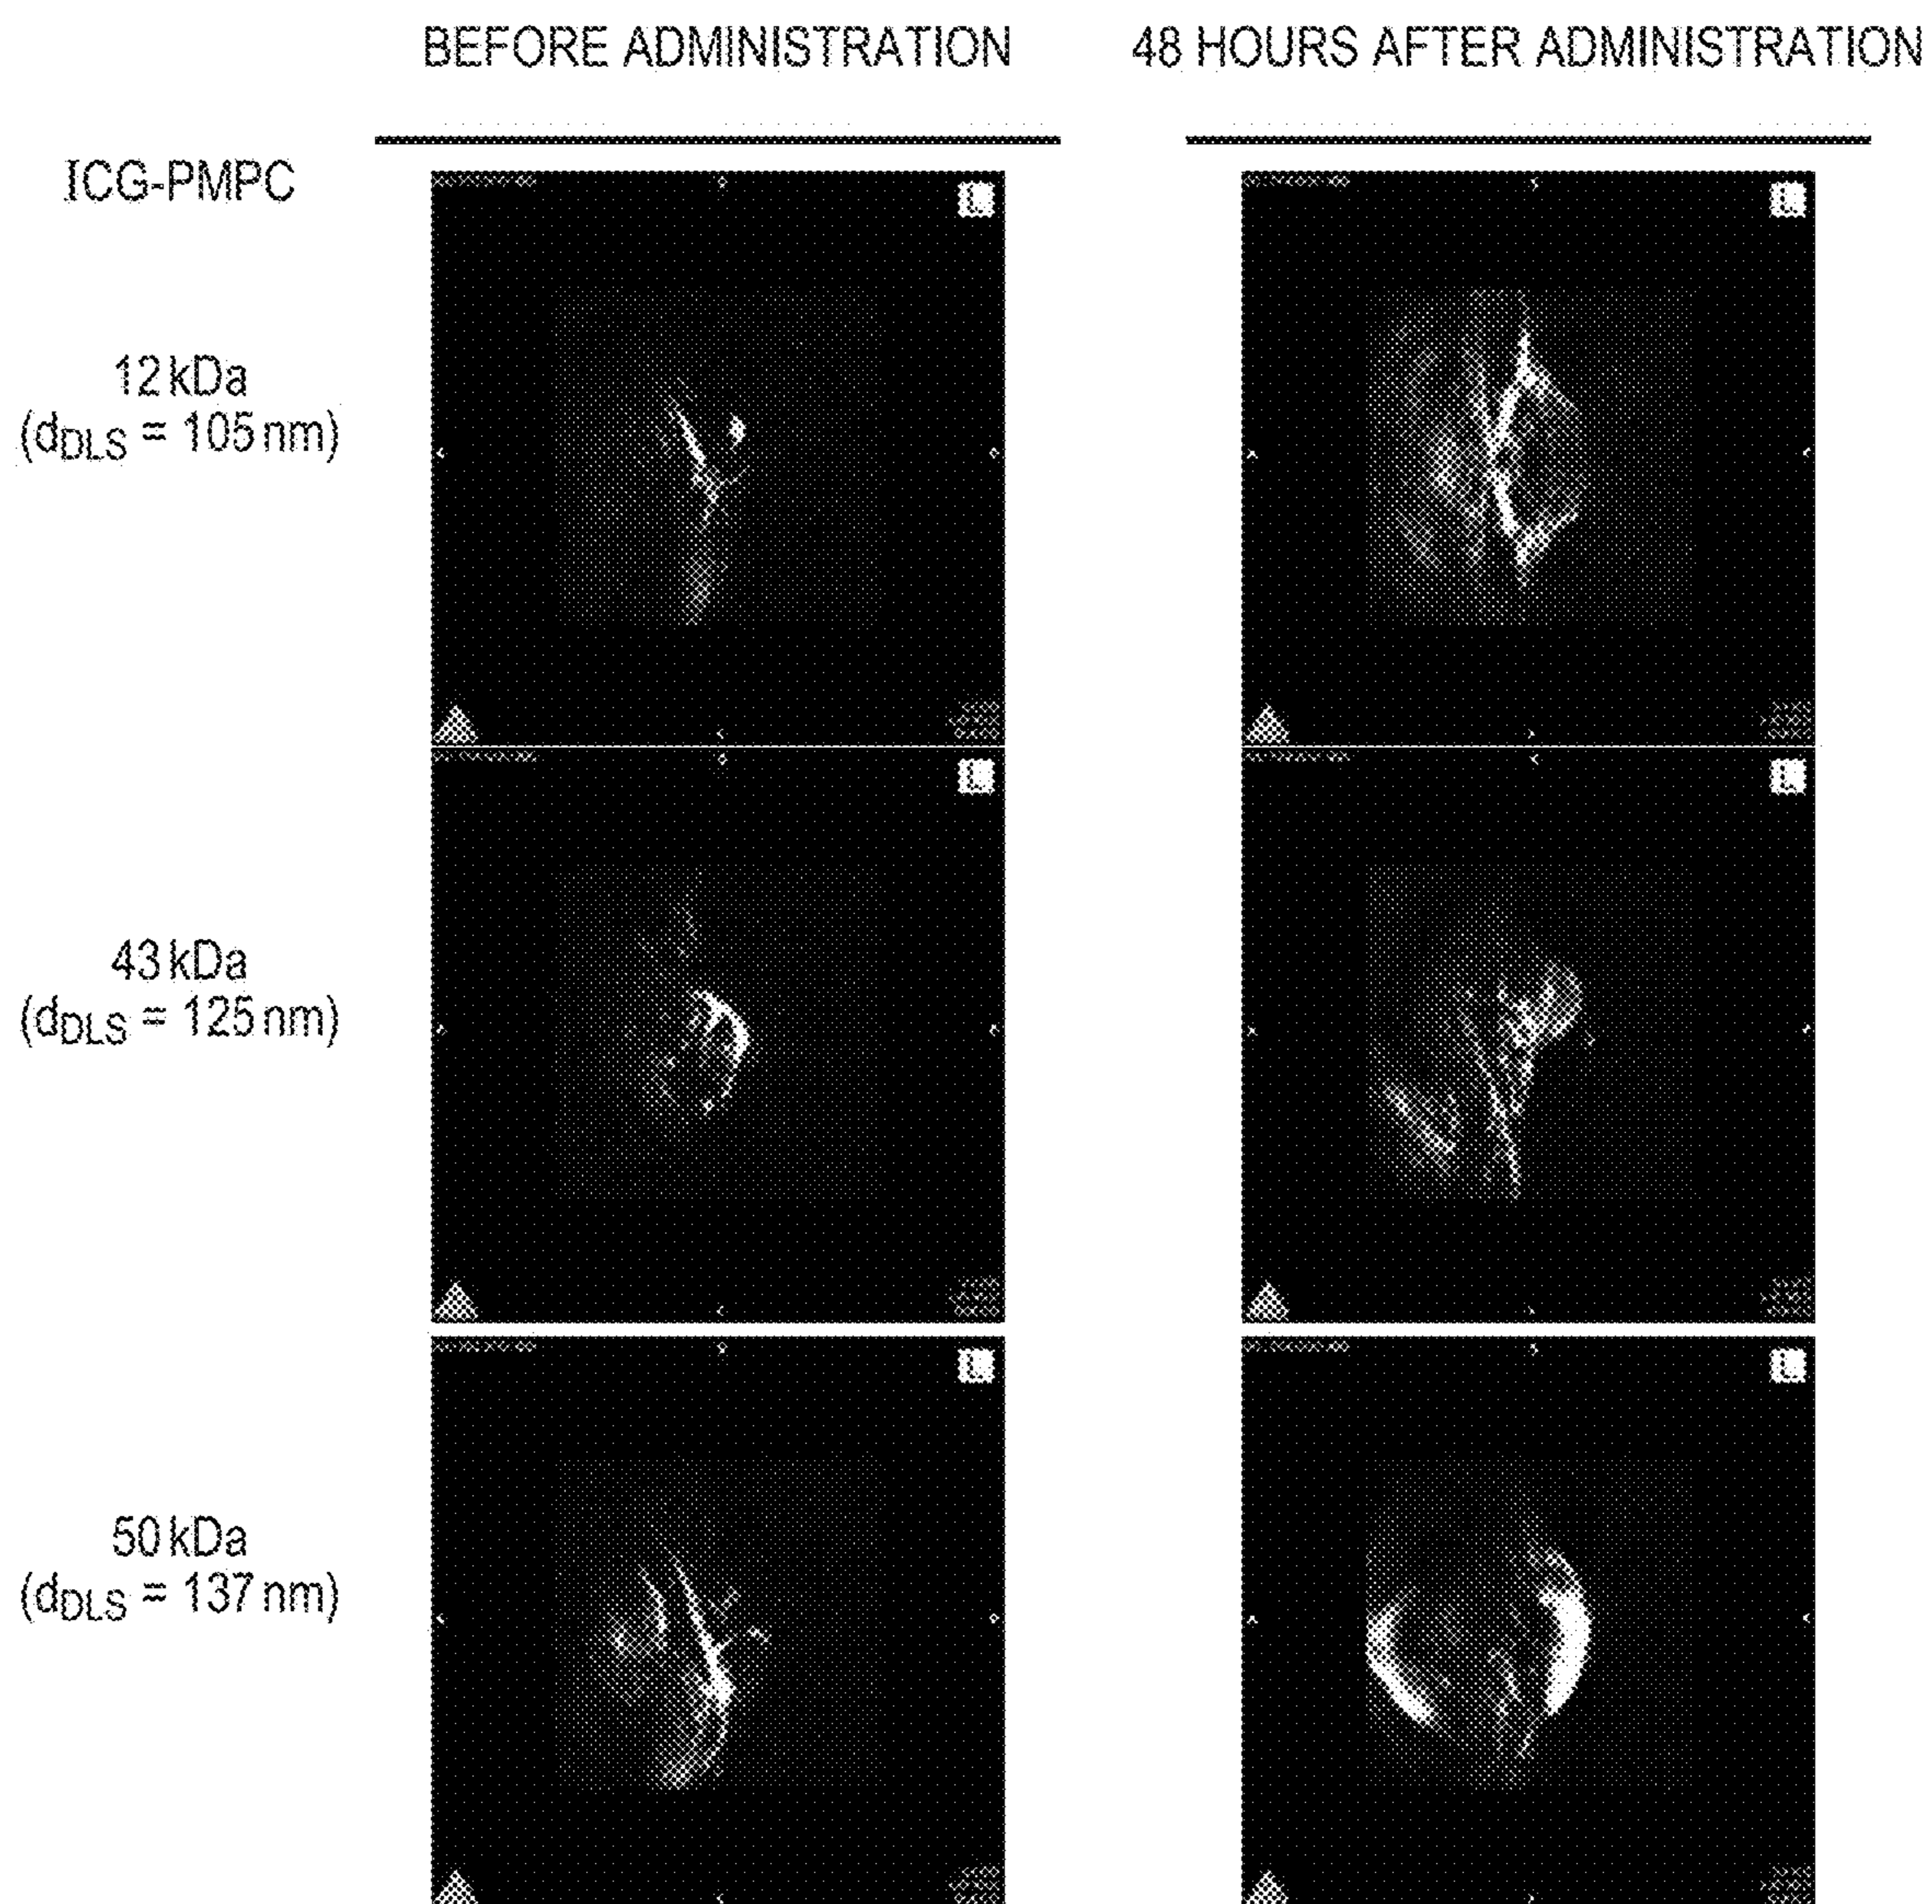 BEFORE ADMINISTRATION
48 HOURS AFTER ADMINISTRATION
ICG-PMPC
L
L
12 kDa
(dDLS = 105 nm)
L
L
43 kDa
(dDLS = 125 nm)
L
L
50 kDa
(dDLS = 137 nm)